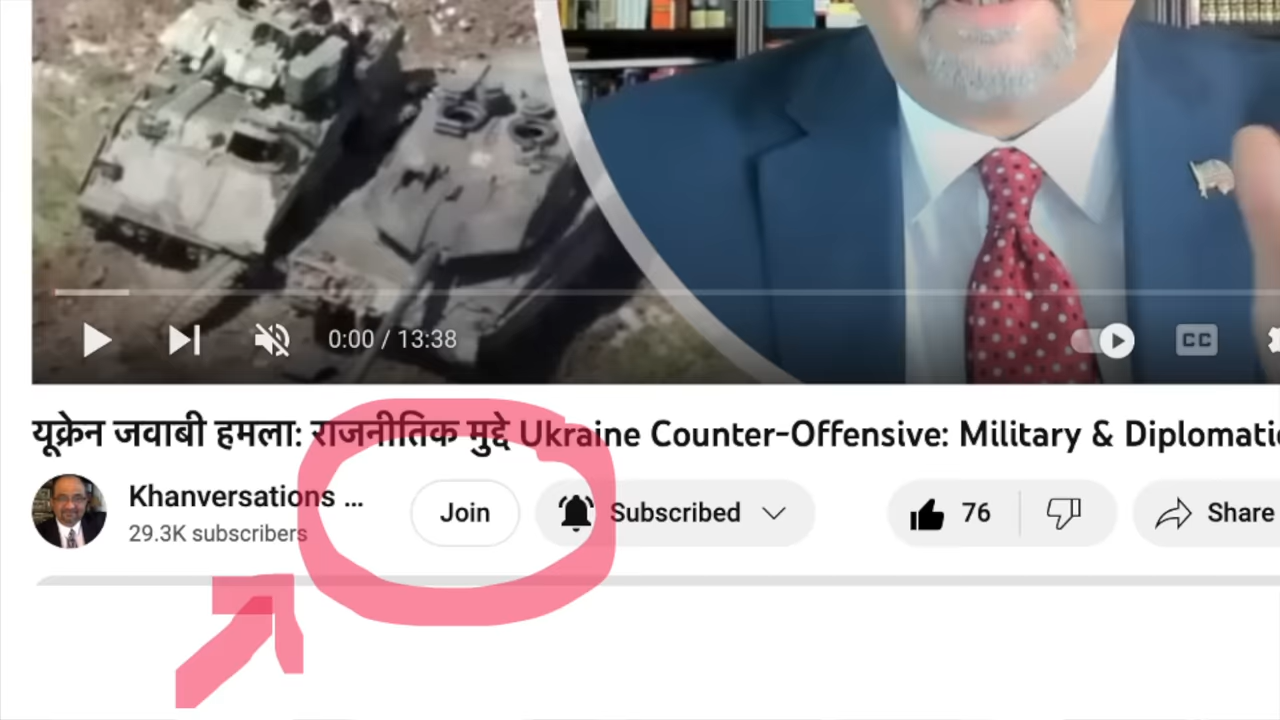 0:00 / 13:38
CC
यूक्रेन जवाबी हमला: राजनीतिक मुद्दे Ukraine Counter-Offensive: Military &
Khanversations ...
29.3K subscribers
Join
Subscribed
76
Share